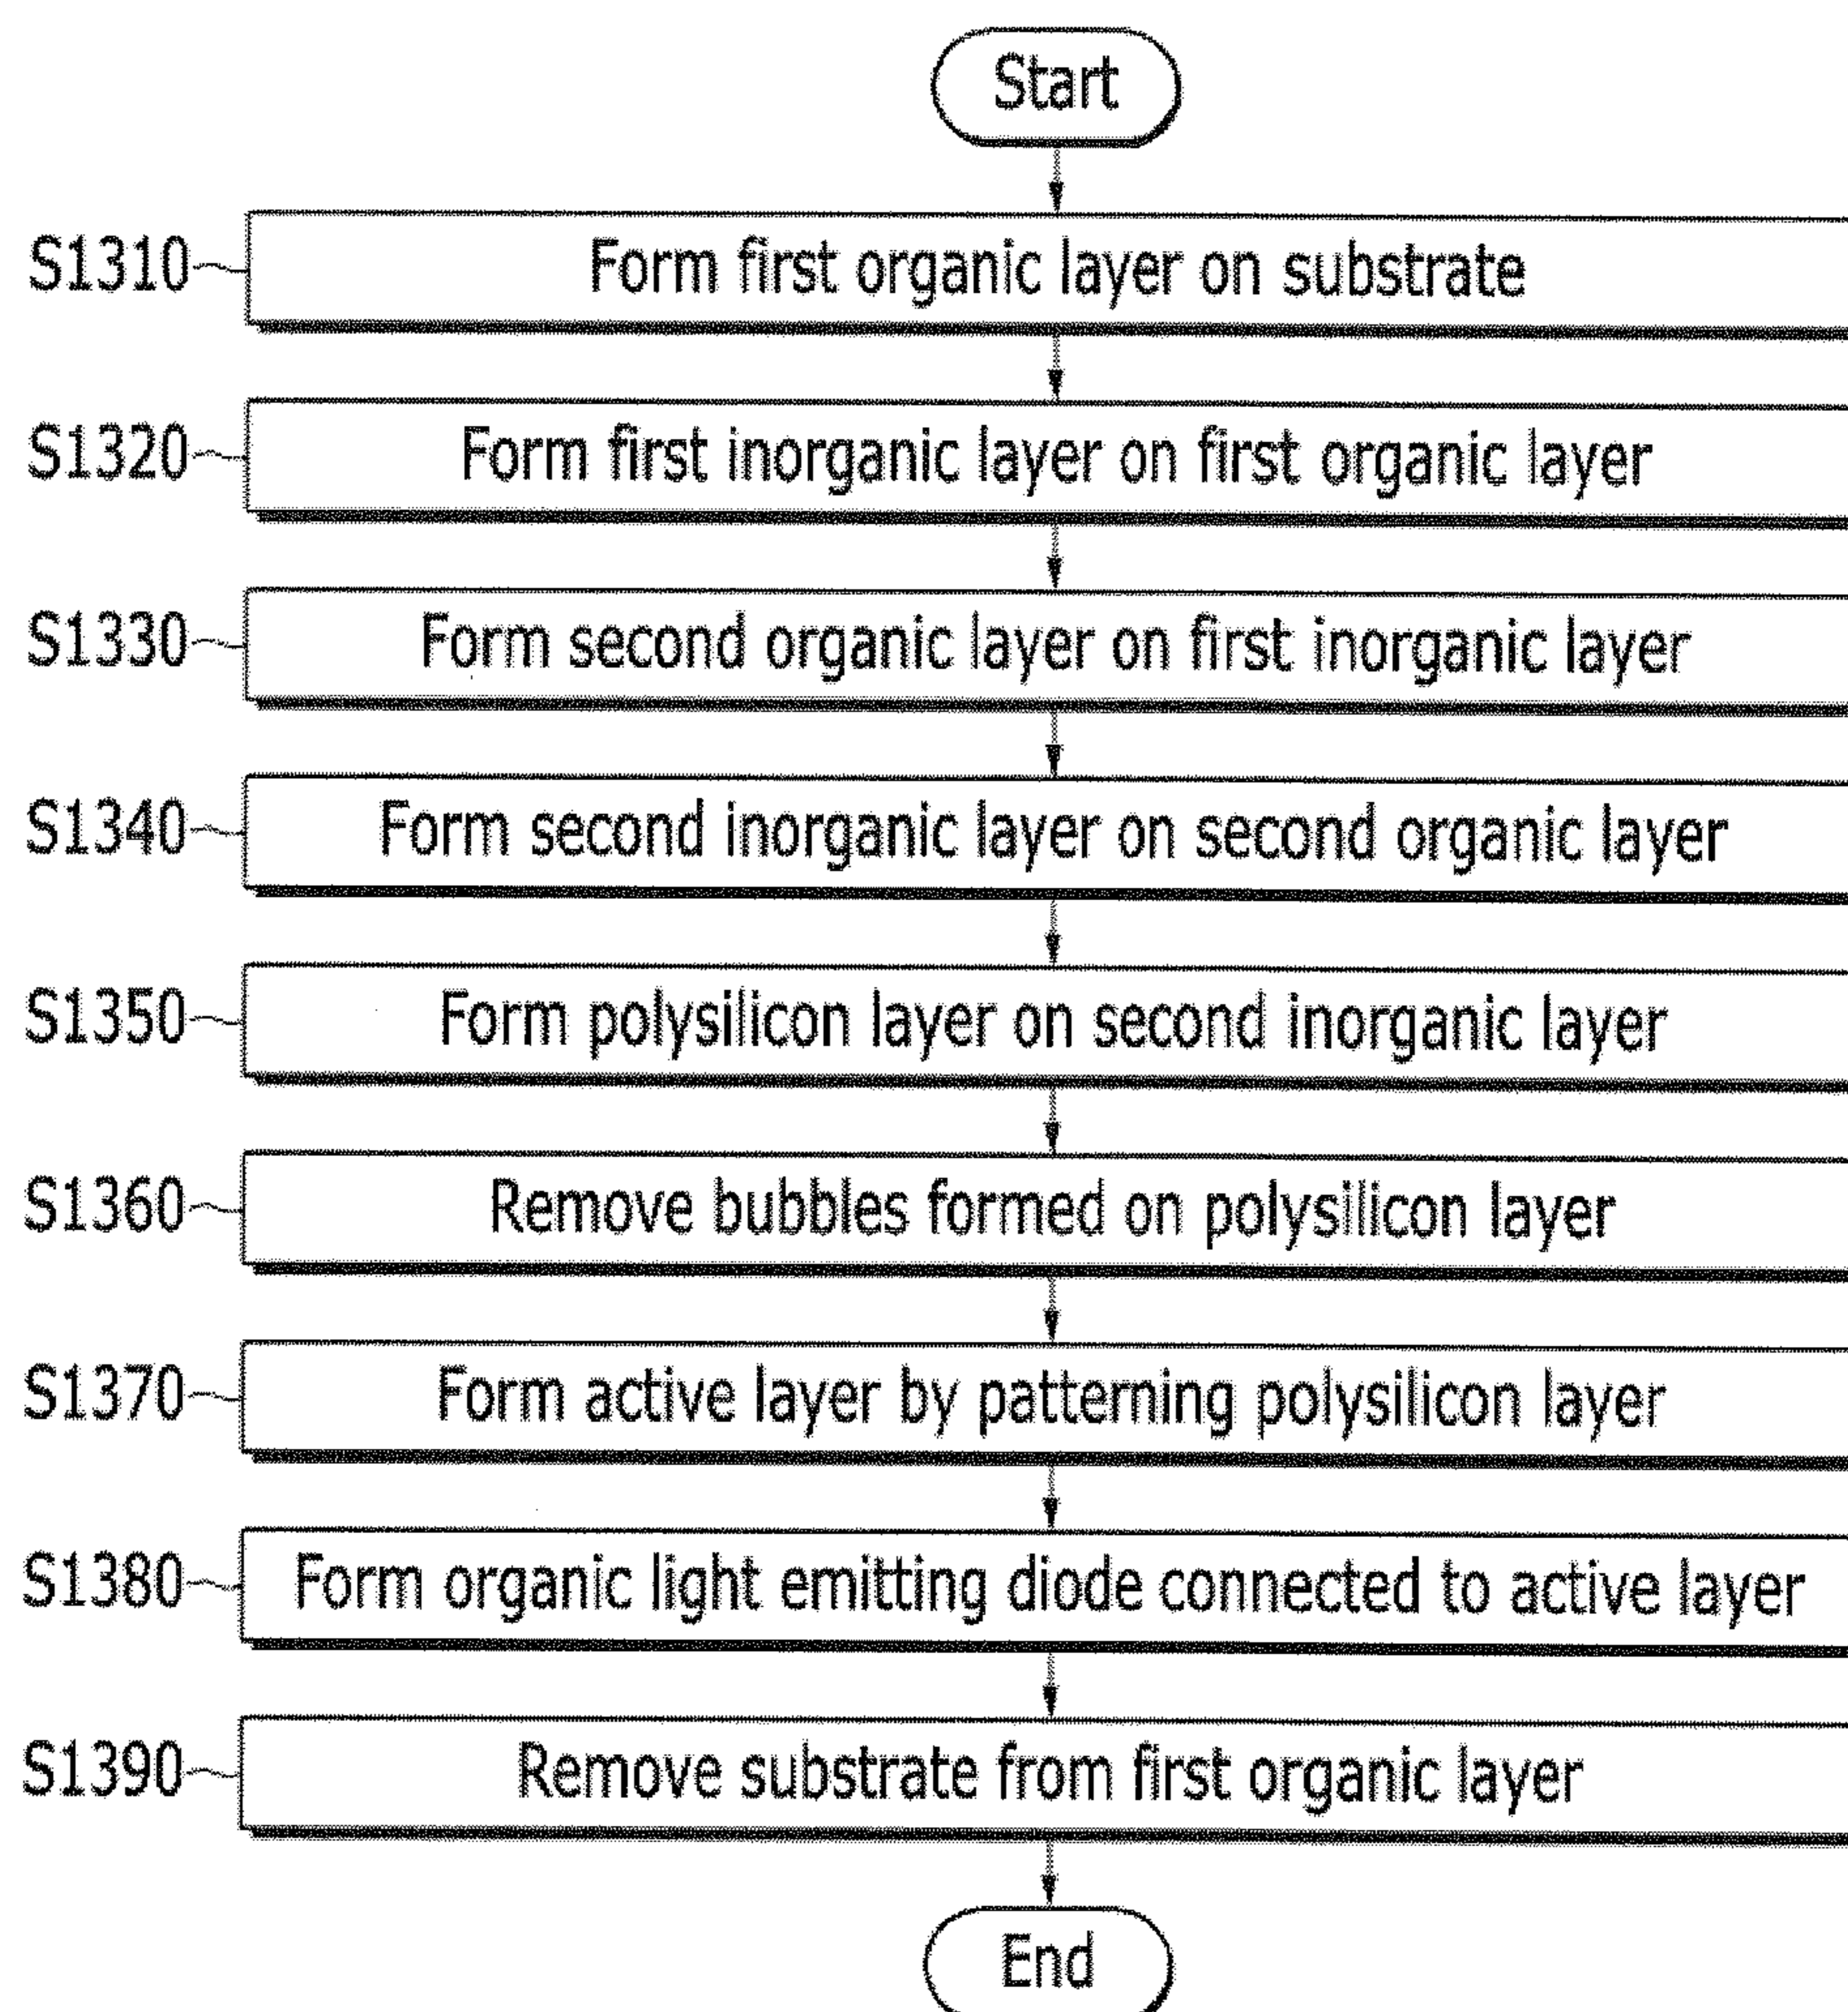 Start
S1310 Form first organic layer on substrate
S1320 Form first inorganic layer on first organic layer
S1330 Form second organic layer on first inorganic layer
S1340 Form second inorganic layer on second organic layer
S1350 Form polysilicon layer on second inorganic layer
S1360 Remove bubbles formed on polysilicon layer
S1370 Form active layer by patterning polysilicon layer
S1380 Form organic light emitting diode connected to active layer
S1390 Remove substrate from first organic layer
End